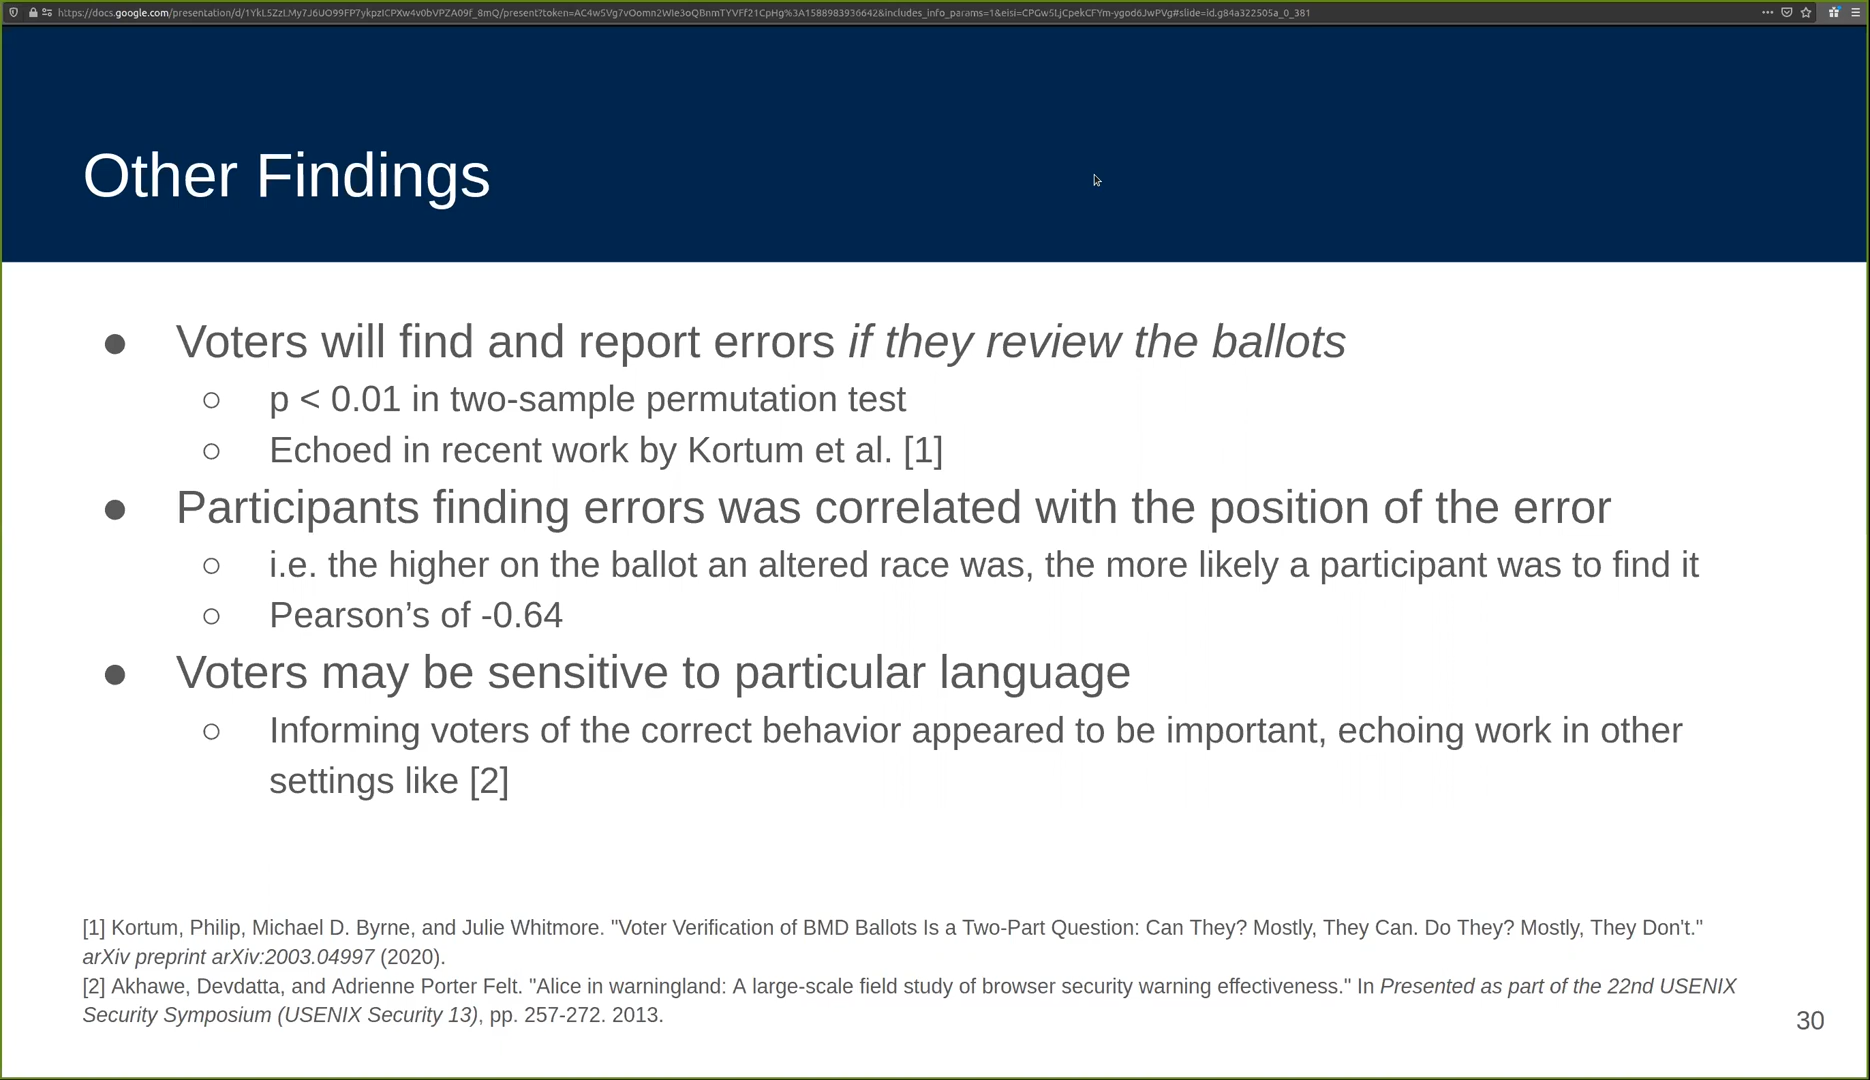 Other Findings
● Voters will find and report errors if they review the ballots
○ p < 0.01 in two-sample permutation test
○ Echoed in recent work by Kortum et al. [1]
● Participants finding errors was correlated with the position of the error
○ i.e. the higher on the ballot an altered race was, the more likely a participant was to find it
○ Pearson’s of -0.64
● Voters may be sensitive to particular language
○ Informing voters of the correct behavior appeared to be important, echoing work in other
settings like [2]
[1] Kortum, Philip, Michael D. Byrne, and Julie Whitmore. "Voter Verification of BMD Ballots Is a Two-Part Question: Can They? Mostly, They Can. Do They? Mostly, They Don't."
arXiv preprint arXiv:2003.04997 (2020).
[2] Akhawe, Devdatta, and Adrienne Porter Felt. "Alice in warningland: A large-scale field study of browser security warning effectiveness." In Presented as part of the 22nd USENIX
Security Symposium (USENIX Security 13), pp. 257-272. 2013.
30